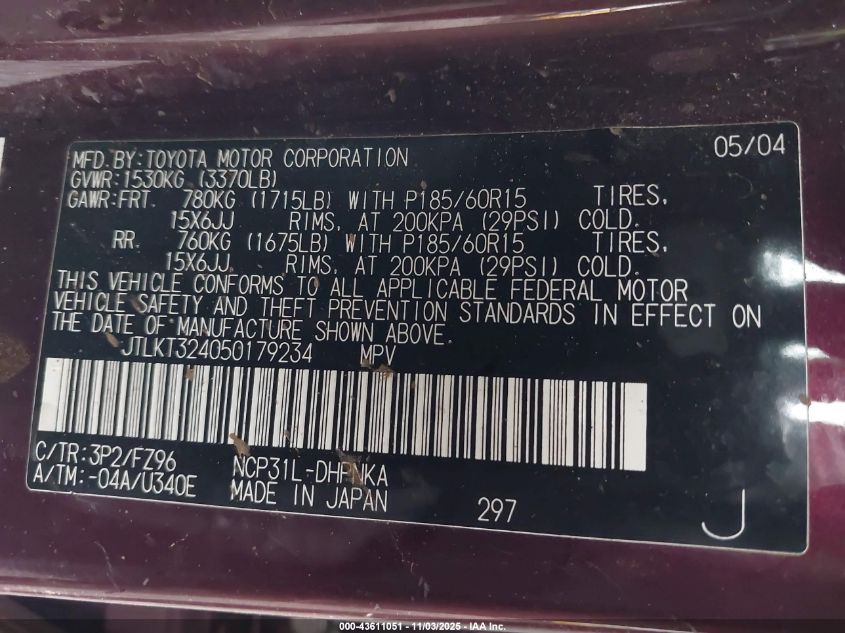 05/04
MFD. BY: TOYOTA MOTOR CORPORATION
GVWR: 1530KG (3370LB)
GAWR: FRT. 780KG (1715LB) WITH P185/60R15 TIRES,
15X6JJ RIMS, AT 200KPA (29PSI) COLD.
RR. 760KG (1675LB) WITH P185/60R15 TIRES,
15X6JJ RIMS, AT 200KPA (29PSI) COLD.
THIS VEHICLE CONFORMS TO ALL APPLICABLE FEDERAL MOTOR
VEHICLE SAFETY AND THEFT PREVENTION STANDARDS IN EFFECT ON
THE DATE OF MANUFACTURE SHOWN ABOVE.
JTLKT324050179234 MPV
C/TR: 3P2/FZ96
A/TM: -04A/U340E
MADE IN JAPAN
297
J
000-43611051 - 11/03/2025 - IAA Inc.